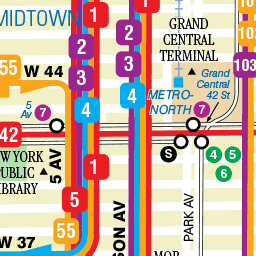 MIDTOWN
1
2
3
4
55
W 44
5
Av
7
42
NEW YORK
PUBLIC
LIBRARY
5 AV
1
5
55
W 37
2
3
4
SON AV
GRAND
CENTRAL
TERMINAL
Grand
Central
42 St
METRO-
NORTH
7
S
4
5
6
PARK AV
10
102
103